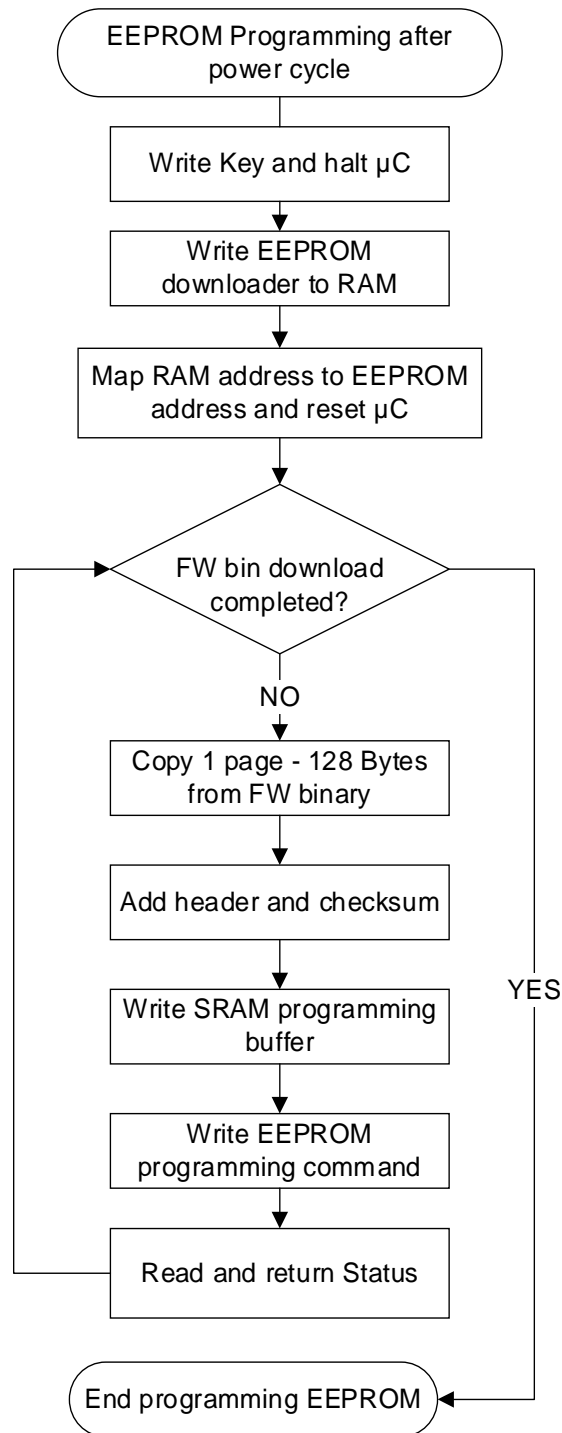 EEPROM Programming after
power cycle
Write Key and halt µC
Write EEPROM
downloader to RAM
Map RAM address to EEPROM
address and reset µC
FW bin download
completed?
NO
Copy 1 page - 128 Bytes
from FW binary
Add header and checksum
YES
Write SRAM programming
buffer
Write EEPROM
programming command
Read and return Status
End programming EEPROM